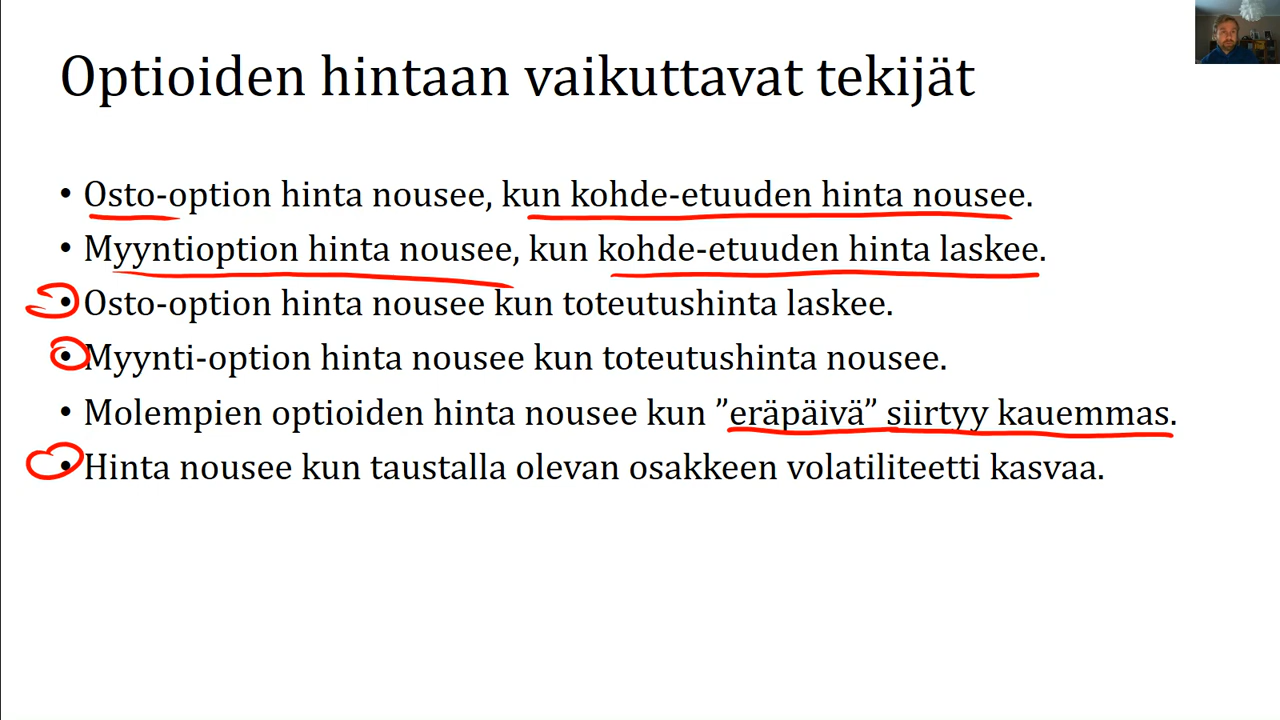 Optioiden hintaan vaikuttavat tekijät
• Osto-option hinta nousee, kun kohde-etuuden hinta nousee.
• Myyntioption hinta nousee, kun kohde-etuuden hinta laskee.
• Osto-option hinta nousee kun toteutushinta laskee.
• Myynti-option hinta nousee kun toteutushinta nousee.
• Molempien optioiden hinta nousee kun ”eräpäivä” siirtyy kauemmas.
• Hinta nousee kun taustalla olevan osakkeen volatiliteetti kasvaa.